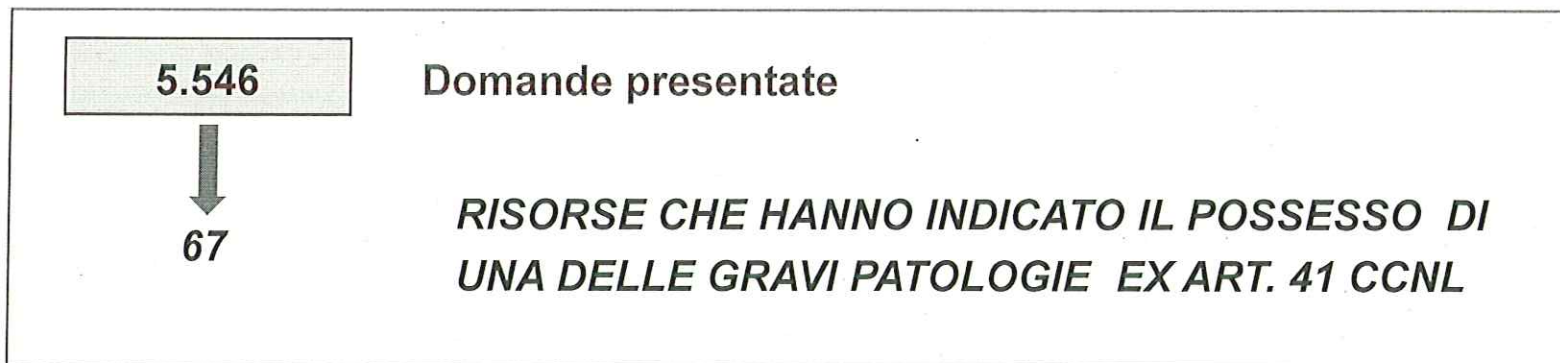 5.546 Domande presentate
67 RISORSE CHE HANNO INDICATO IL POSSESSO DI
UNA DELLE GRAVI PATOLOGIE EX ART. 41 CCNL